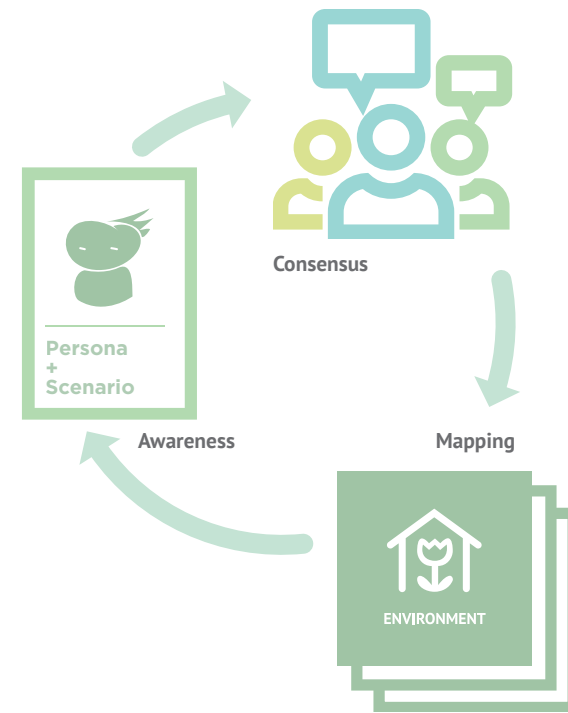 Consensus
Persona
+
Scenario
Awareness
Mapping
ENVIRONMENT